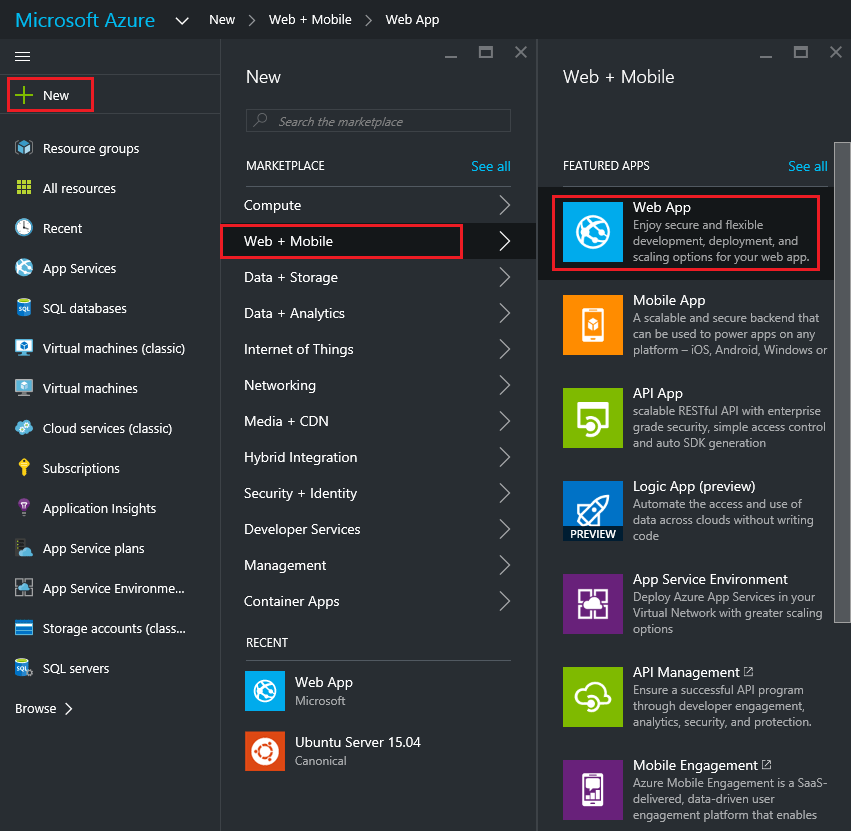 Microsoft Azure
New
Web + Mobile
Web App
New
Resource groups
All resources
Recent
App Services
SQL databases
Virtual machines (classic)
Virtual machines
Cloud services (classic)
Subscriptions
Application Insights
App Service plans
App Service Environme...
Storage accounts (class...
SQL servers
Browse
New
Search the marketplace
MARKETPLACE
See all
Compute
Web + Mobile
Data + Storage
Data + Analytics
Internet of Things
Networking
Media + CDN
Hybrid Integration
Security + Identity
Developer Services
Management
Container Apps
RECENT
Web App
Microsoft
Ubuntu Server 15.04
Canonical
Web + Mobile
FEATURED APPS
See all
Web App
Enjoy secure and flexible
development, deployment, and
scaling options for your web app.
Mobile App
A scalable and secure backend that
can be used to power apps on any
platform – iOS, Android, Windows or
API App
scalable RESTful API with enterprise
grade security, simple access control
and auto SDK generation
PREVIEW
Logic App (preview)
Automate the access and use of
data across clouds without writing
code
App Service Environment
Deploy Azure App Services in your
Virtual Network with greater scaling
options
API Management
Ensure a successful API program
through developer engagement,
analytics, security, and protection.
Mobile Engagement
Azure Mobile Engagement is a SaaS-
delivered, data-driven user
engagement platform that enables